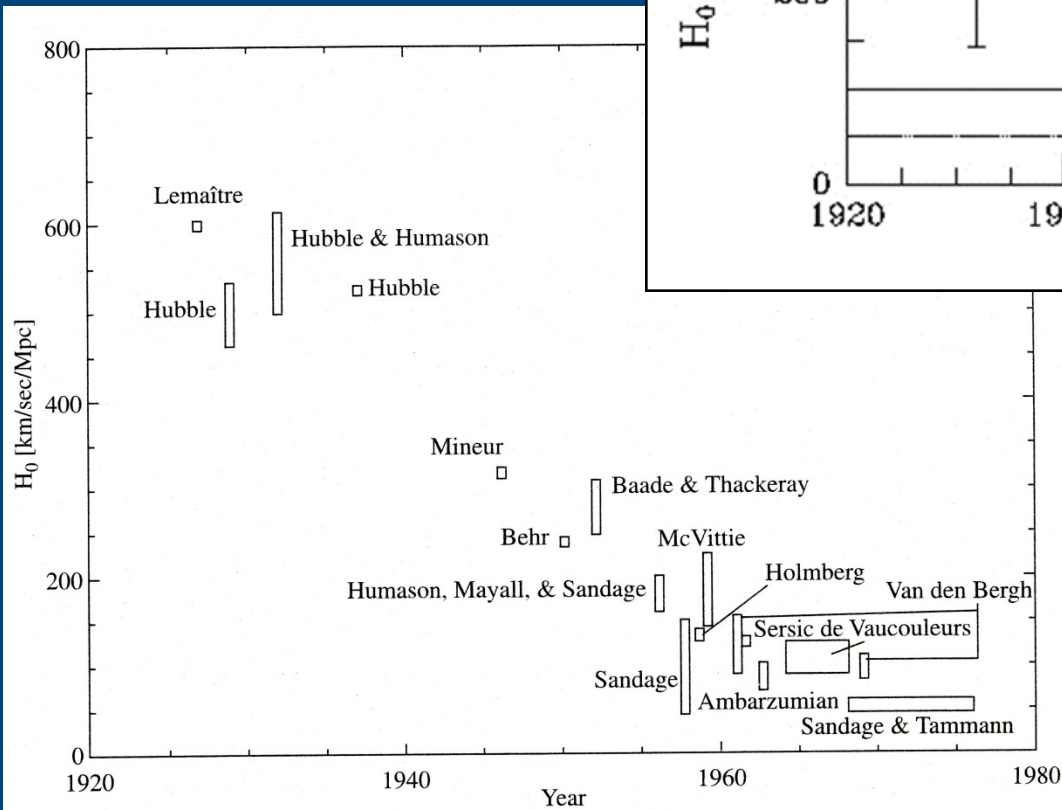 H₀
0
1920
800
600
400
200
0
H₀ [km/sec/Mpc]
Lemaître
Hubble & Humason
Hubble
Hubble
Mineur
Baade & Thackeray
Behr
McVittie
Holmberg
Humason, Mayall, & Sandage
Van den Bergh
Sersic de Vaucouleurs
Sandage
Ambarzumian
Sandage & Tammann
1920
1940
1960
1980
Year